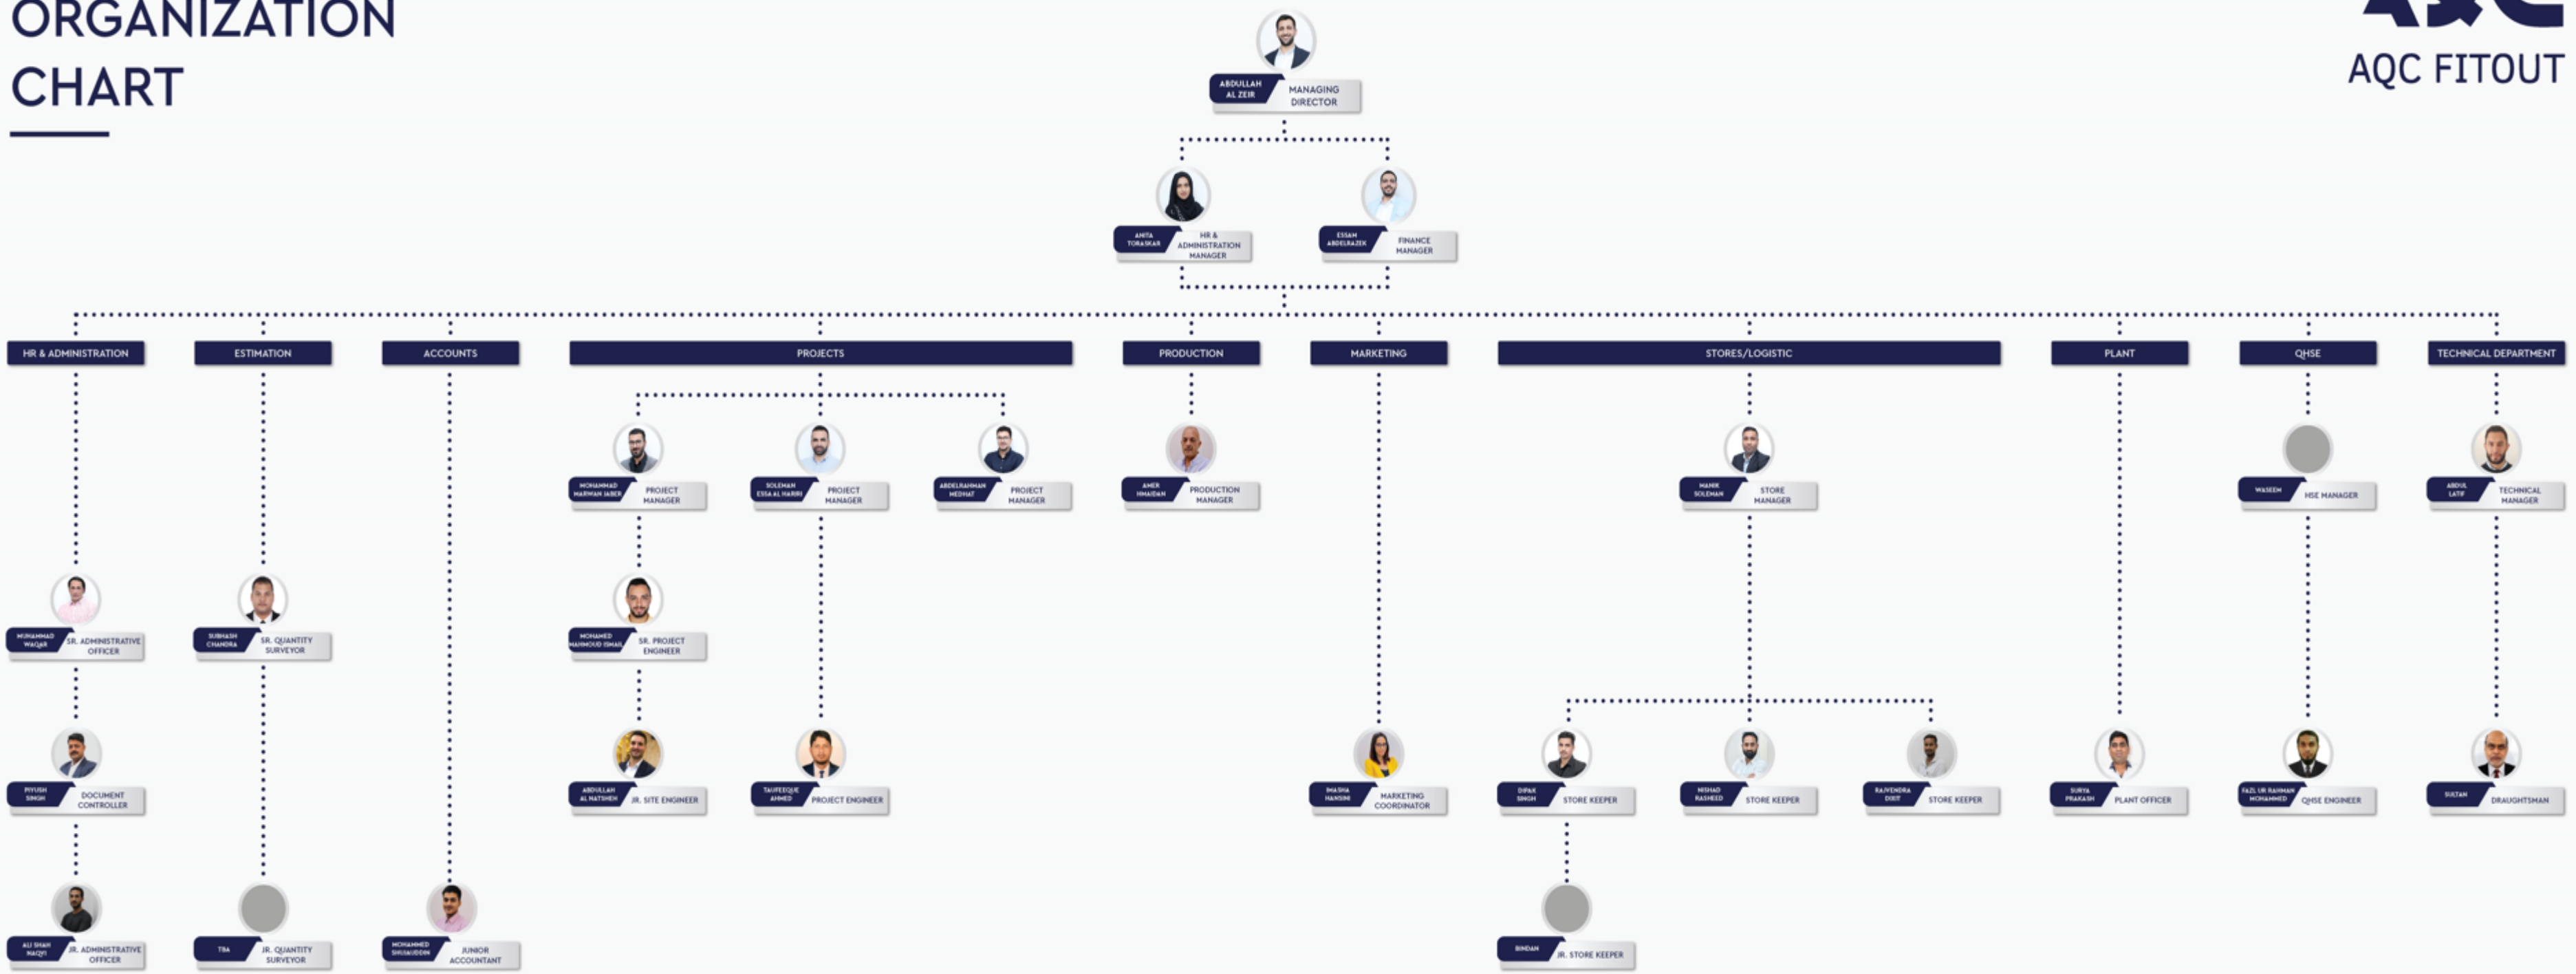 ORGANIZATION
CHART
AQC FITOUT
ABDULLAH
AL ZEIR
MANAGING
DIRECTOR
ANITA
TORASKAR
HR &
ADMINISTRATION
MANAGER
ESSAM
ABDELRAZEK
FINANCE
MANAGER
HR & ADMINISTRATION
ESTIMATION
ACCOUNTS
PROJECTS
PRODUCTION
MARKETING
STORES/LOGISTIC
PLANT
QHSE
TECHNICAL DEPARTMENT
MOHAMMAD
MARWAN JABER
PROJECT
MANAGER
SOLEMAN
ESSA AL HARIRI
PROJECT
MANAGER
ABDELRAHMAN
MEDHAT
PROJECT
MANAGER
AMER
HMAIDAN
PRODUCTION
MANAGER
MANIK
SOLEMAN
STORE
MANAGER
WASEEM
HSE MANAGER
ABDUL
LATIF
TECHNICAL
MANAGER
MUHAMMAD
WAQAR
SR. ADMINISTRATIVE
OFFICER
SUBHASH
CHANDRA
SR. QUANTITY
SURVEYOR
MOHAMED
MAHMOUD ISMAIL
SR. PROJECT
ENGINEER
PIYUSH
SINGH
DOCUMENT
CONTROLLER
ABDULLAH
AL NATSHEH
JR. SITE ENGINEER
TAUFEEQUE
AHMED
PROJECT ENGINEER
IMASHA
HANSINI
MARKETING
COORDINATOR
DIPAK
SINGH
STORE KEEPER
NISHAD
RASHEED
STORE KEEPER
RAJVENDRA
DIXIT
STORE KEEPER
SURYA
PRAKASH
PLANT OFFICER
FAZL UR RAHMAN
MOHAMMED
QHSE ENGINEER
SULTAN
DRAUGHTSMAN
ALI SHAH
NAQVI
JR. ADMINISTRATIVE
OFFICER
TBA
JR. QUANTITY
SURVEYOR
MOHAMMED
SHUJAUDDIN
JUNIOR
ACCOUNTANT
BINDAN
JR. STORE KEEPER